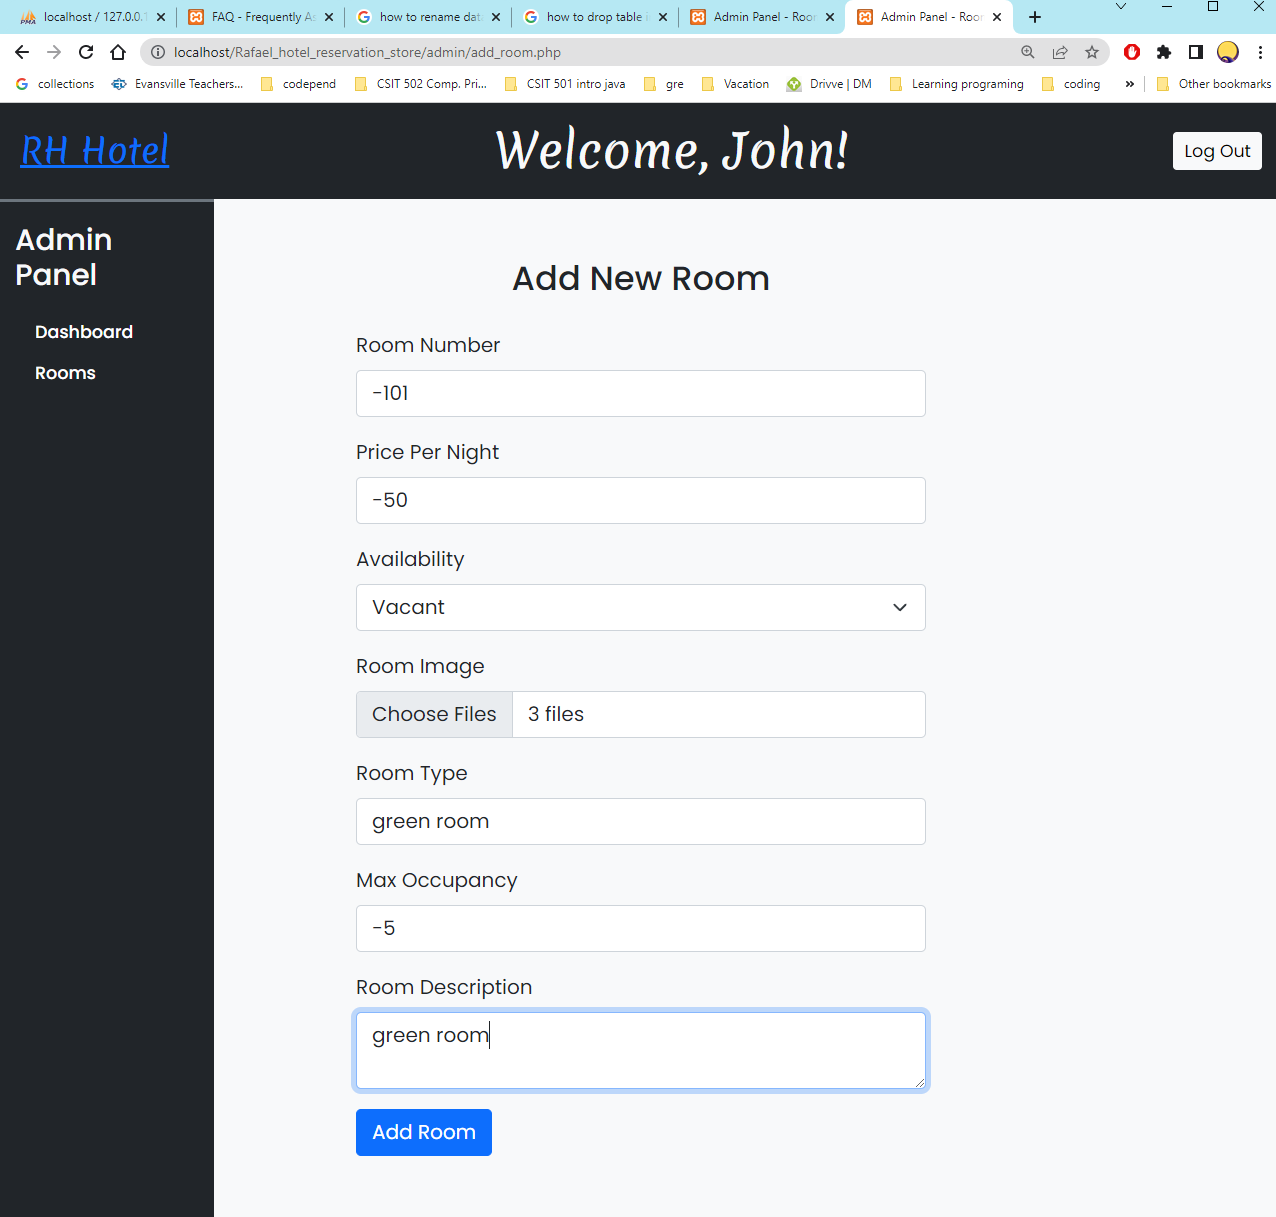 localhost / 127.0.0.1
FAQ - Frequently As
how to rename dat
how to drop table i
Admin Panel - Roor
Admin Panel - Roor
localhost/Rafael_hotel_reservation_store/admin/add_room.php
collections
Evansville Teachers...
codepend
CSIT 502 Comp. Pri...
CSIT 501 intro java
gre
Vacation
Drivve | DM
Learning programing
coding
»
Other bookmarks
RH Hotel
Welcome, John!
Log Out
Admin
Panel
Dashboard
Rooms
Add New Room
Room Number
-101
Price Per Night
-50
Availability
Vacant
Room Image
Choose Files
3 files
Room Type
green room
Max Occupancy
-5
Room Description
green room
Add Room